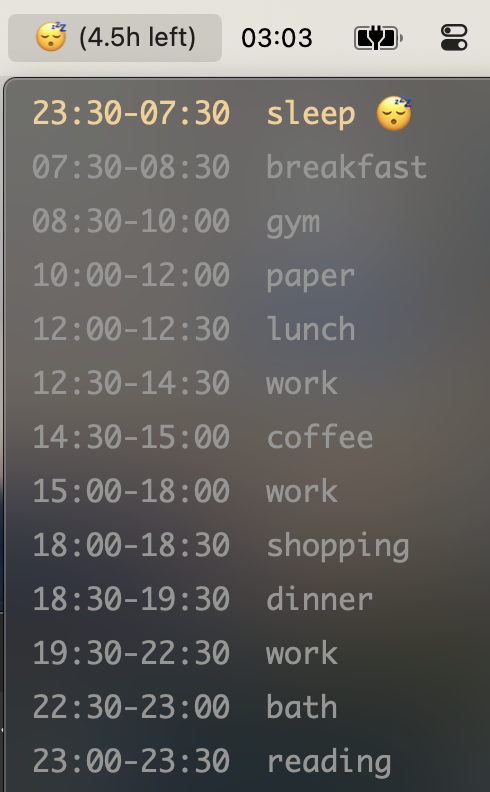 😴 (4.5h left) 03:03
23:30-07:30 sleep 😴
07:30-08:30 breakfast
08:30-10:00 gym
10:00-12:00 paper
12:00-12:30 lunch
12:30-14:30 work
14:30-15:00 coffee
15:00-18:00 work
18:00-18:30 shopping
18:30-19:30 dinner
19:30-22:30 work
22:30-23:00 bath
23:00-23:30 reading